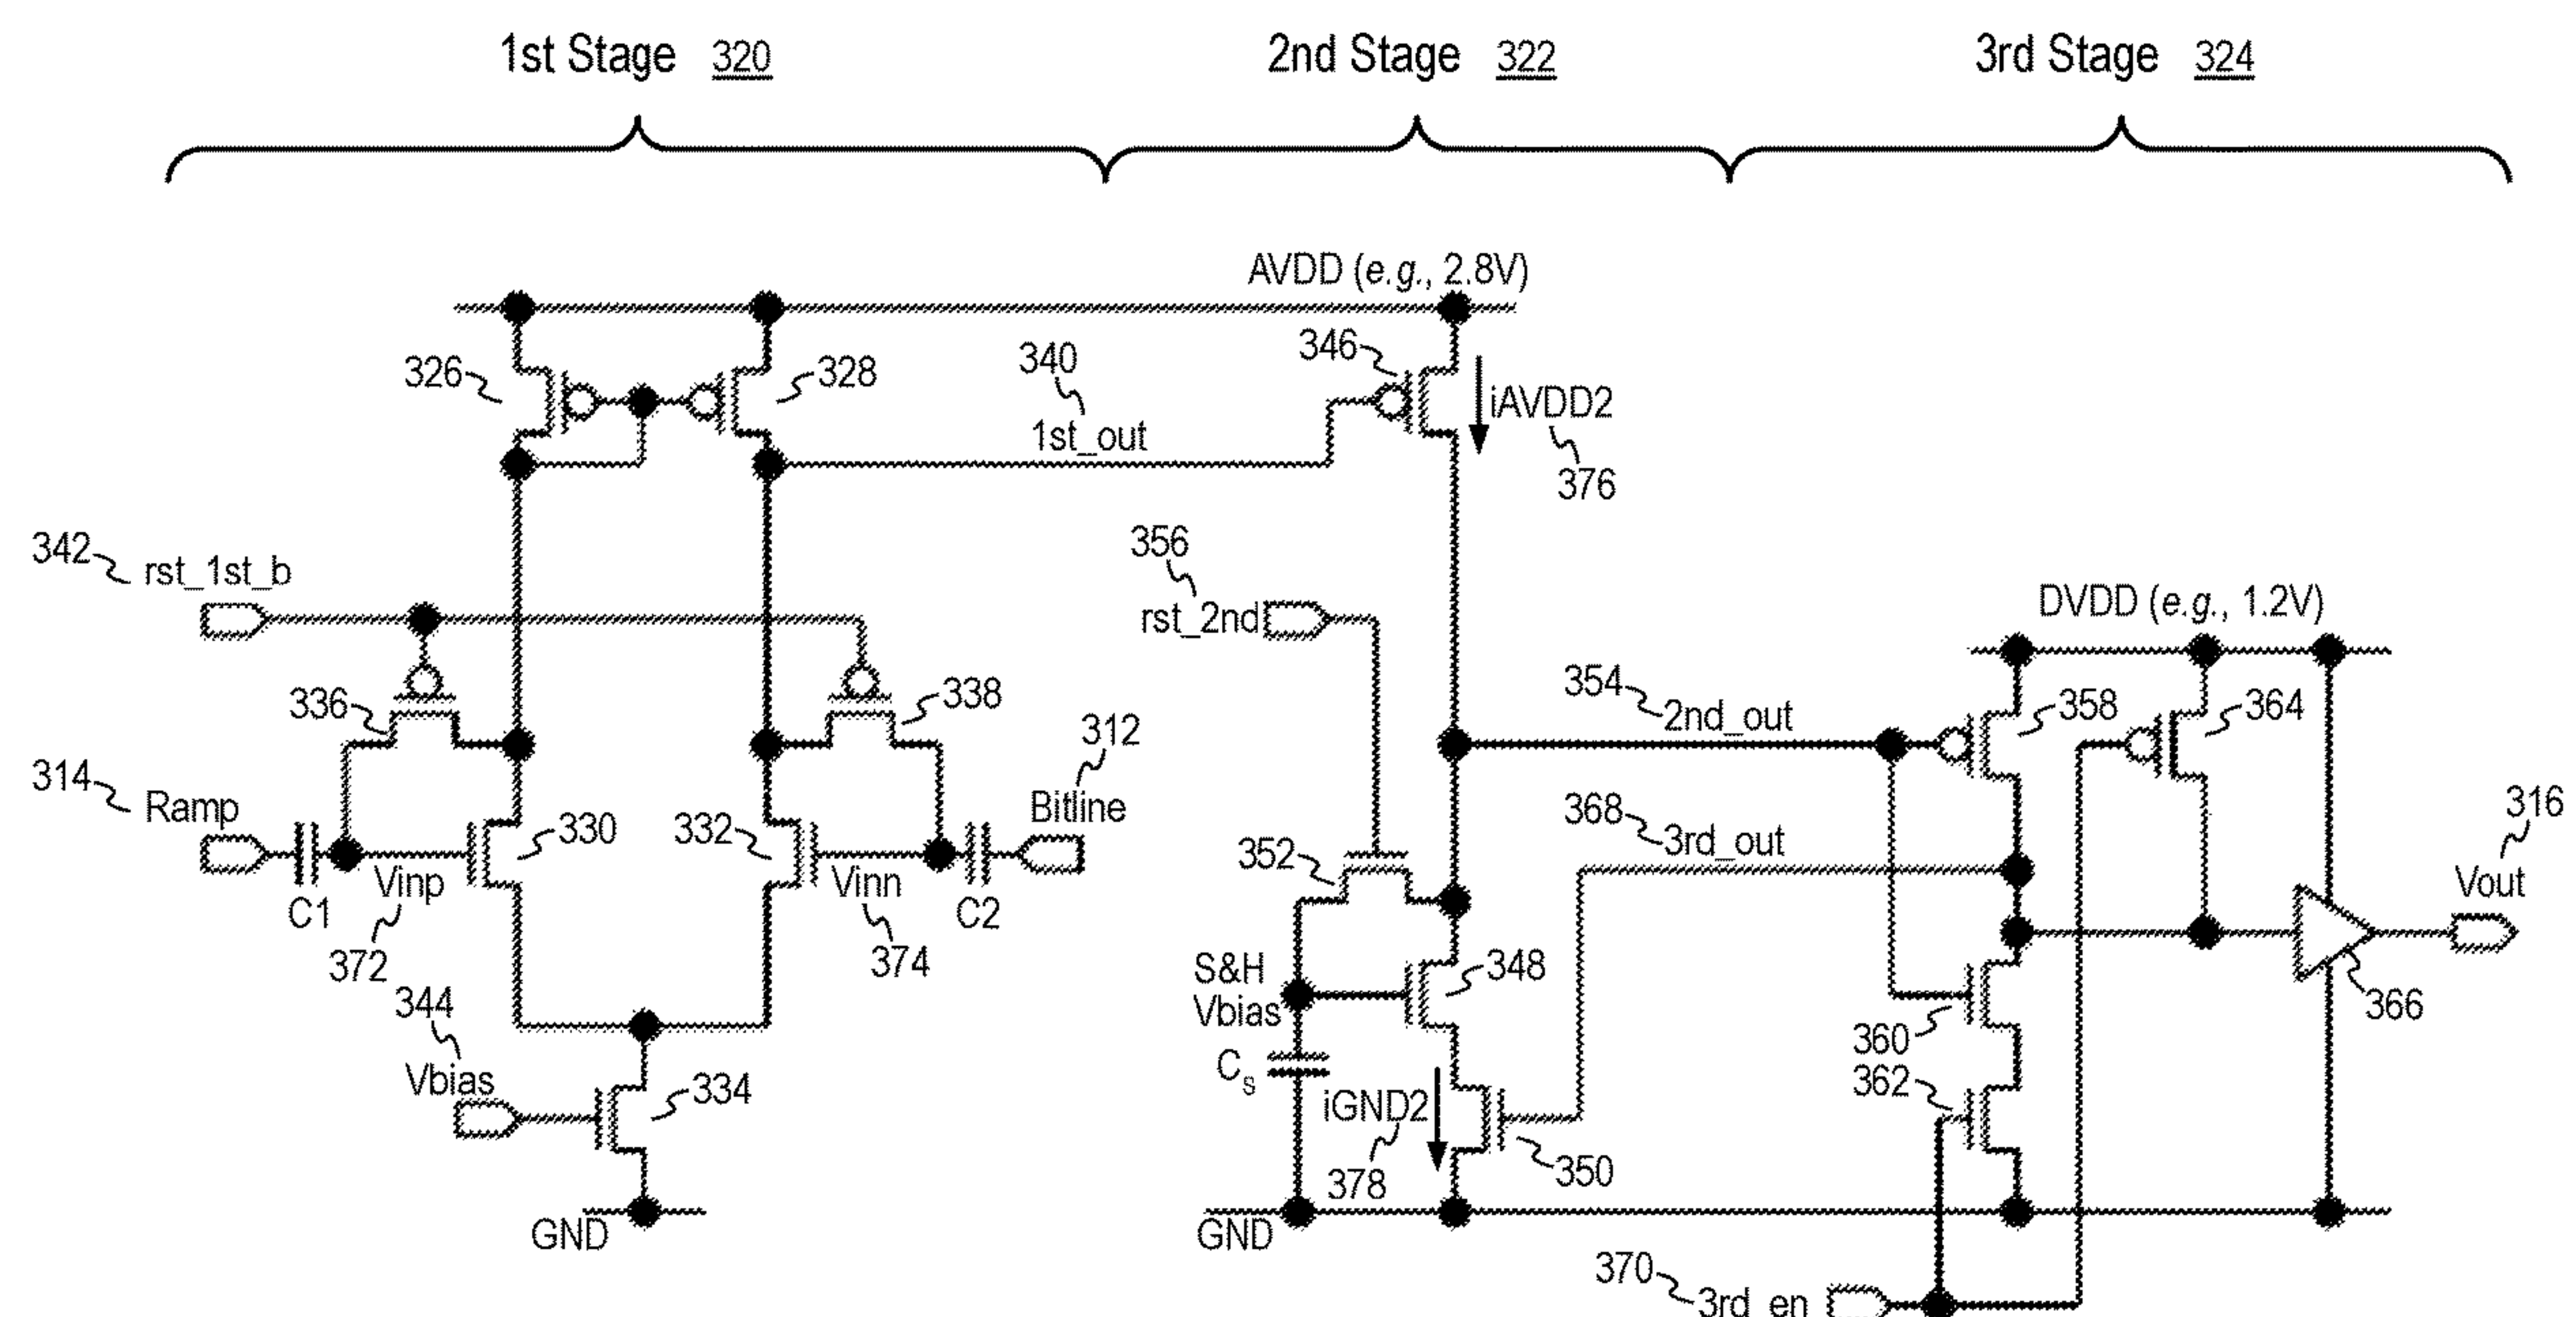 1st Stage 320
2nd Stage 322
3rd Stage 324
AVDD (e.g., 2.8V)
326
328
340
1st_out
346
iAVDD2
376
342
rst_1st_b
356
rst_2nd
DVDD (e.g., 1.2V)
336
338
312
354
2nd_out
358
364
314
Ramp
330
332
Bitline
368
3rd_out
316
Vout
352
C1
Vinp
372
Vinn
374
C2
S&H
Vbias
348
366
344
Vbias
334
Cs
iGND2
378
350
360
362
GND
GND
370
3rd_en